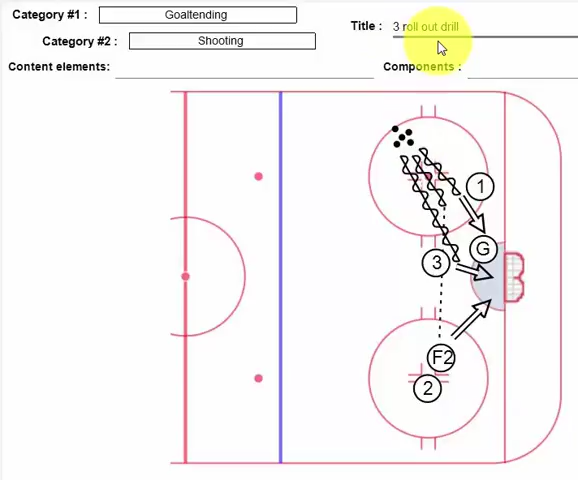 Category #1 : Goaltending
Title : 3 roll out drill
Category #2 : Shooting
Content elements:
Components :
1
G
3
F2
2